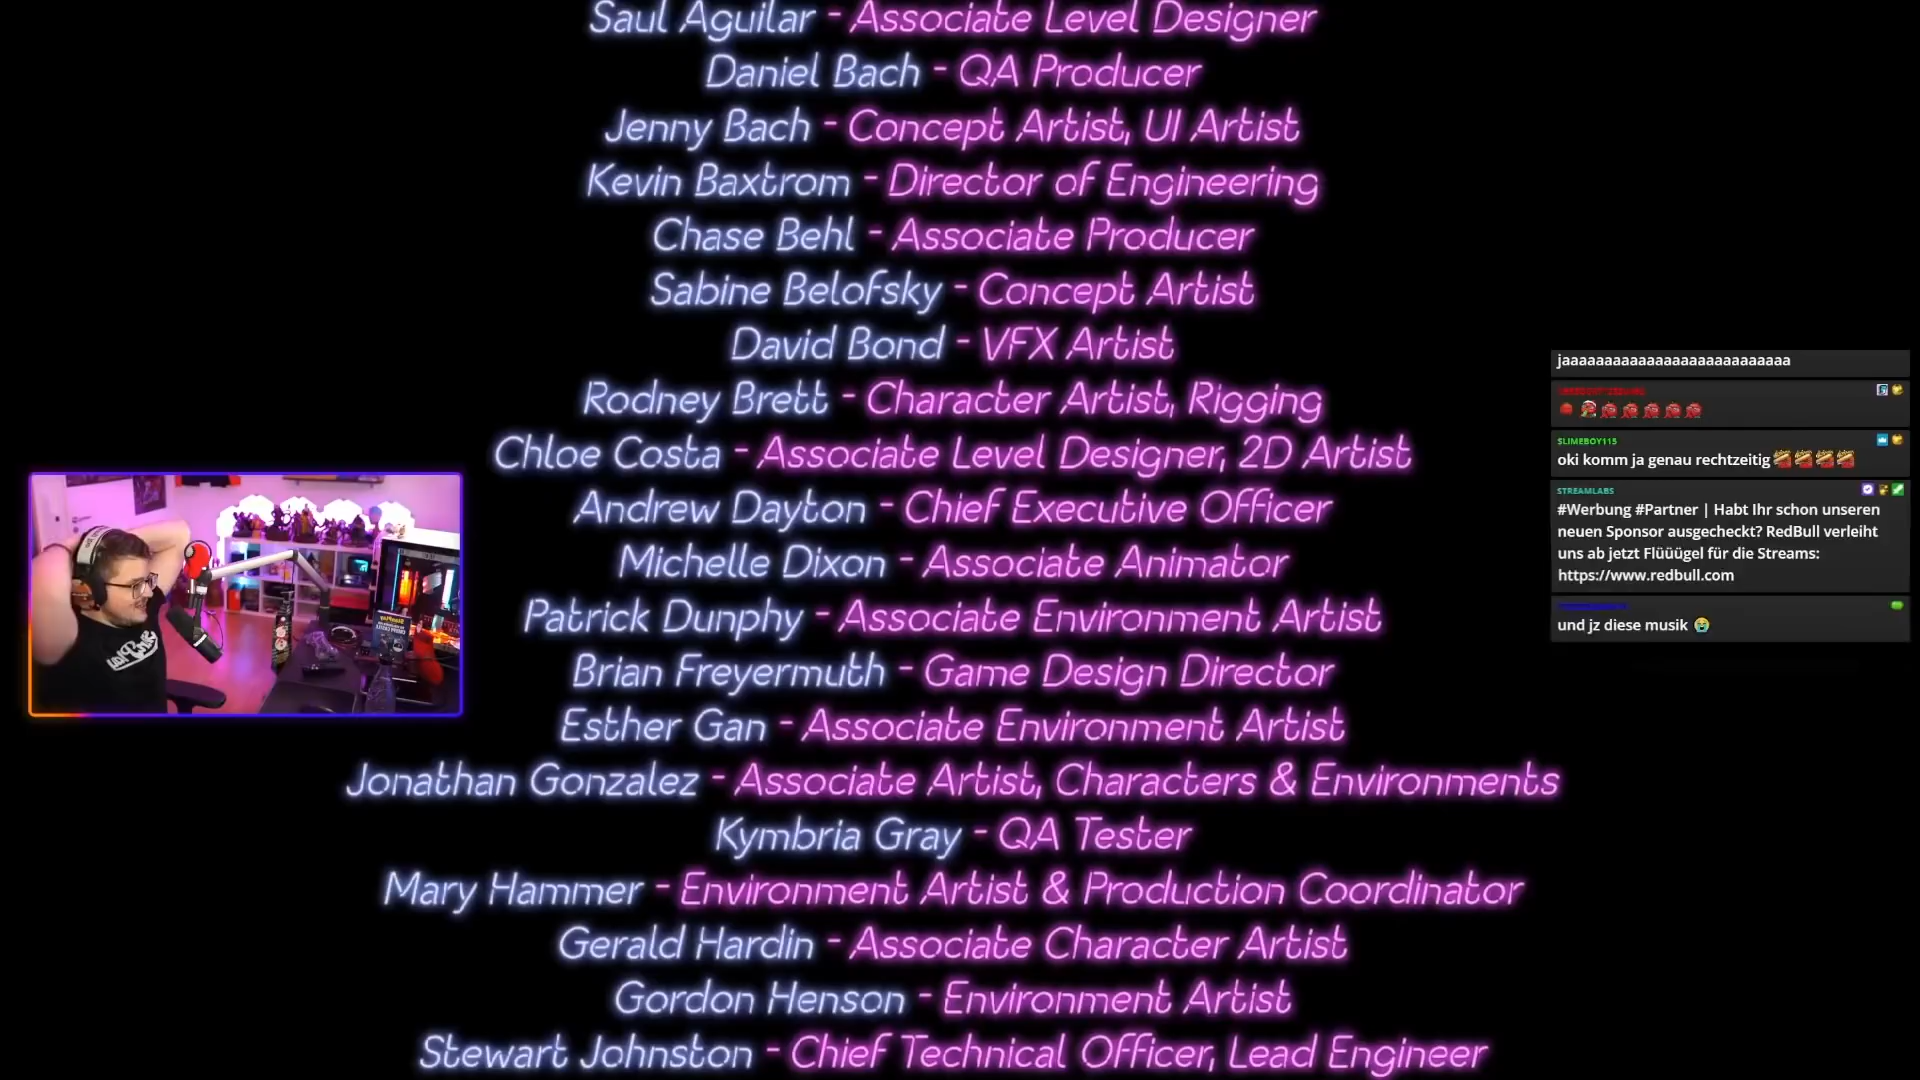 Saul Aguilar - Associate Level Designer
Daniel Bach - QA Producer
Jenny Bach - Concept Artist, UI Artist
Kevin Baxtrom - Director of Engineering
Chase Behl - Associate Producer
Sabine Belofsky - Concept Artist
David Bond - VFX Artist
Rodney Brett - Character Artist, Rigging
Chloe Costa - Associate Level Designer, 2D Artist
Andrew Dayton - Chief Executive Officer
Michelle Dixon - Associate Animator
Patrick Dunphy - Associate Environment Artist
Brian Freyermuth - Game Design Director
Esther Gan - Associate Environment Artist
Jonathan Gonzalez - Associate Artist, Characters & Environments
Kymbria Gray - QA Tester
Mary Hammer - Environment Artist & Production Coordinator
Gerald Hardin - Associate Character Artist
Gordon Henson - Environment Artist
Stewart Johnston - Chief Technical Officer, Lead Engineer
jaaaaaaaaaaaaaaaaaaaaaaaaaa
SLIMEBOY115
oki komm ja genau rechtzeitig
STREAMLABS
#Werbung #Partner | Habt Ihr schon unseren
neuen Sponsor ausgecheckt? RedBull verleiht
uns ab jetzt Flüüügel für die Streams:
https://www.redbull.com
und jz diese musik 😭